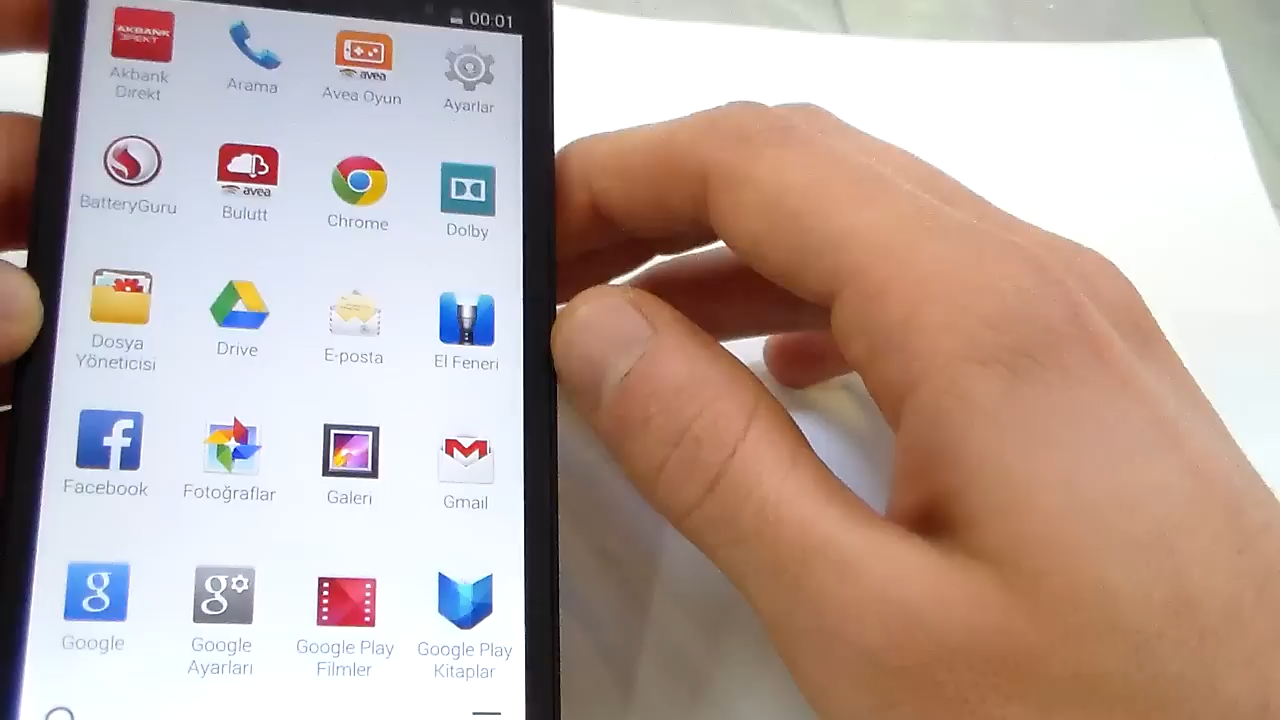 00:01
AKBANK
DİREKT
Akbank
Direkt
Arama
avea
Avea Oyun
Ayarlar
BatteryGuru
avea
Bulutt
Chrome
Dolby
Dosya
Yöneticisi
Drive
E-posta
El Feneri
f
Facebook
Fotoğraflar
Galeri
M
Gmail
g
Google
g
Google
Ayarları
Google Play
Filmler
Google Play
Kitaplar